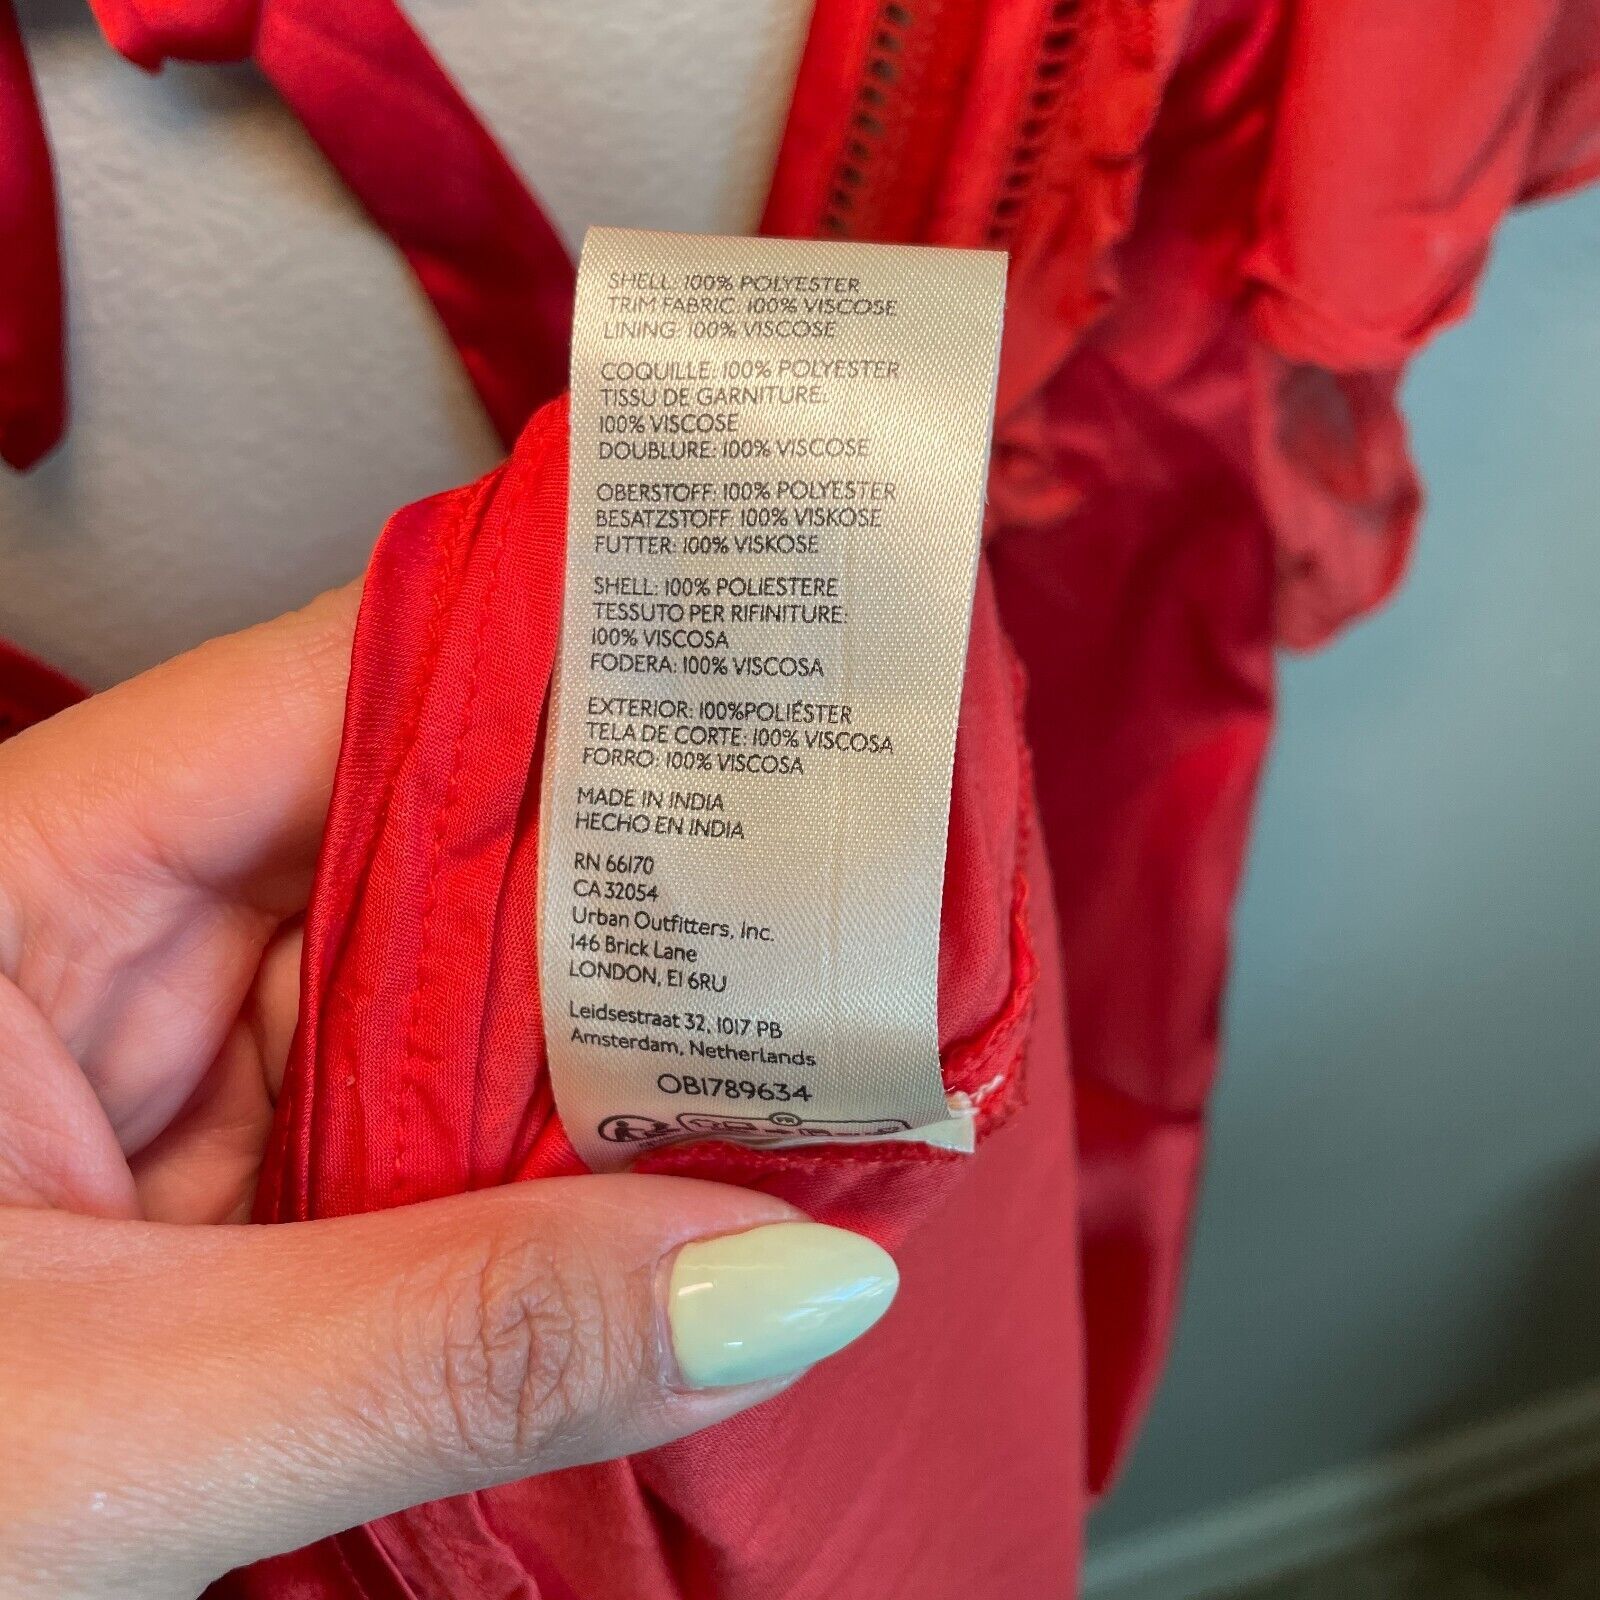 SHELL: 100% POLYESTER
TRIM FABRIC: 100% VISCOSE
LINING: 100% VISCOSE
COQUILLE: 100% POLYESTER
TISSU DE GARNITURE:
100% VISCOSE
DOUBLURE: 100% VISCOSE
OBERSTOFF: 100% POLYESTER
BESATZSTOFF: 100% VISKOSE
FUTTER: 100% VISKOSE
SHELL: 100% POLIESTERE
TESSUTO PER RIFINITURE:
100% VISCOSA
FODERA: 100% VISCOSA
EXTERIOR: 100%POLIÉSTER
TELA DE CORTE: 100% VISCOSA
FORRO: 100% VISCOSA
MADE IN INDIA
HECHO EN INDIA
RN 66170
CA 32054
Urban Outfitters, Inc.
146 Brick Lane
LONDON, E1 6RU
Leidsestraat 32, 1017 PB
Amsterdam, Netherlands
OB1789634
FR